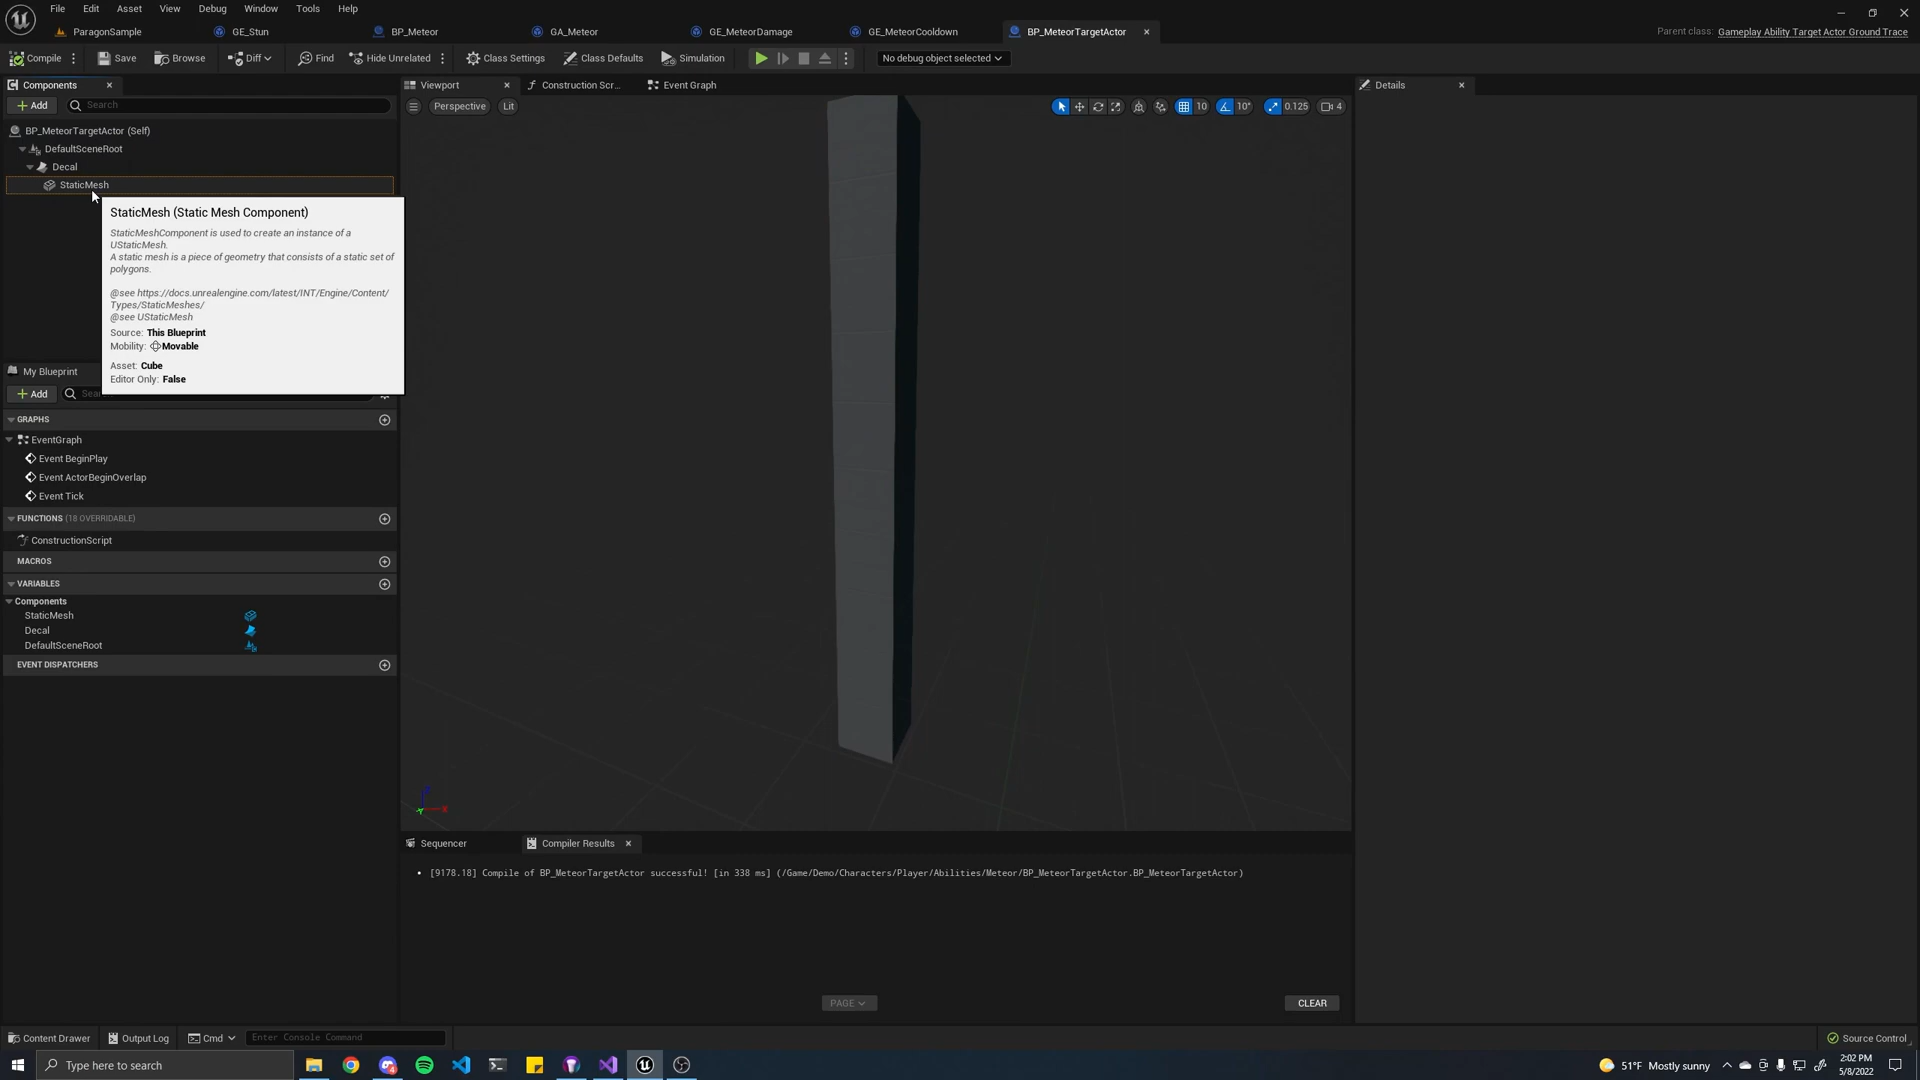 File Edit Asset View Debug Window Tools Help
ParagonSample GE_Stun BP_Meteor GA_Meteor GE_MeteorDamage GE_MeteorCooldown BP_MeteorTargetActor Parent class: Gameplay Ability Target Actor Ground Trace
Compile Save Browse Diff Find Hide Unrelated Class Settings Class Defaults Simulation No debug object selected
Components Viewport Construction Scr... Event Graph Details
Add Search Perspective Lit 10 10° 0.125 4
BP_MeteorTargetActor (Self)
DefaultSceneRoot
Decal
StaticMesh
StaticMesh (Static Mesh Component)
StaticMeshComponent is used to create an instance of a
UStaticMesh.
A static mesh is a piece of geometry that consists of a static set of
polygons.
@see https://docs.unrealengine.com/latest/INT/Engine/Content/
Types/StaticMeshes/
@see UStaticMesh
Source: This Blueprint
Mobility: Movable
Asset: Cube
Editor Only: False
My Blueprint
Add
GRAPHS
EventGraph
Event BeginPlay
Event ActorBeginOverlap
Event Tick
FUNCTIONS (18 OVERRIDABLE)
ConstructionScript
MACROS
VARIABLES
Components
StaticMesh
Decal
DefaultSceneRoot
EVENT DISPATCHERS
Sequencer Compiler Results
[9178.18] Compile of BP_MeteorTargetActor successful! [in 338 ms] (/Game/Demo/Characters/Player/Abilities/Meteor/BP_MeteorTargetActor.BP_MeteorTargetActor)
PAGE CLEAR
Content Drawer Output Log Cmd Enter Console Command Source Control
Type here to search 51°F Mostly sunny 2:02 PM
5/8/2022